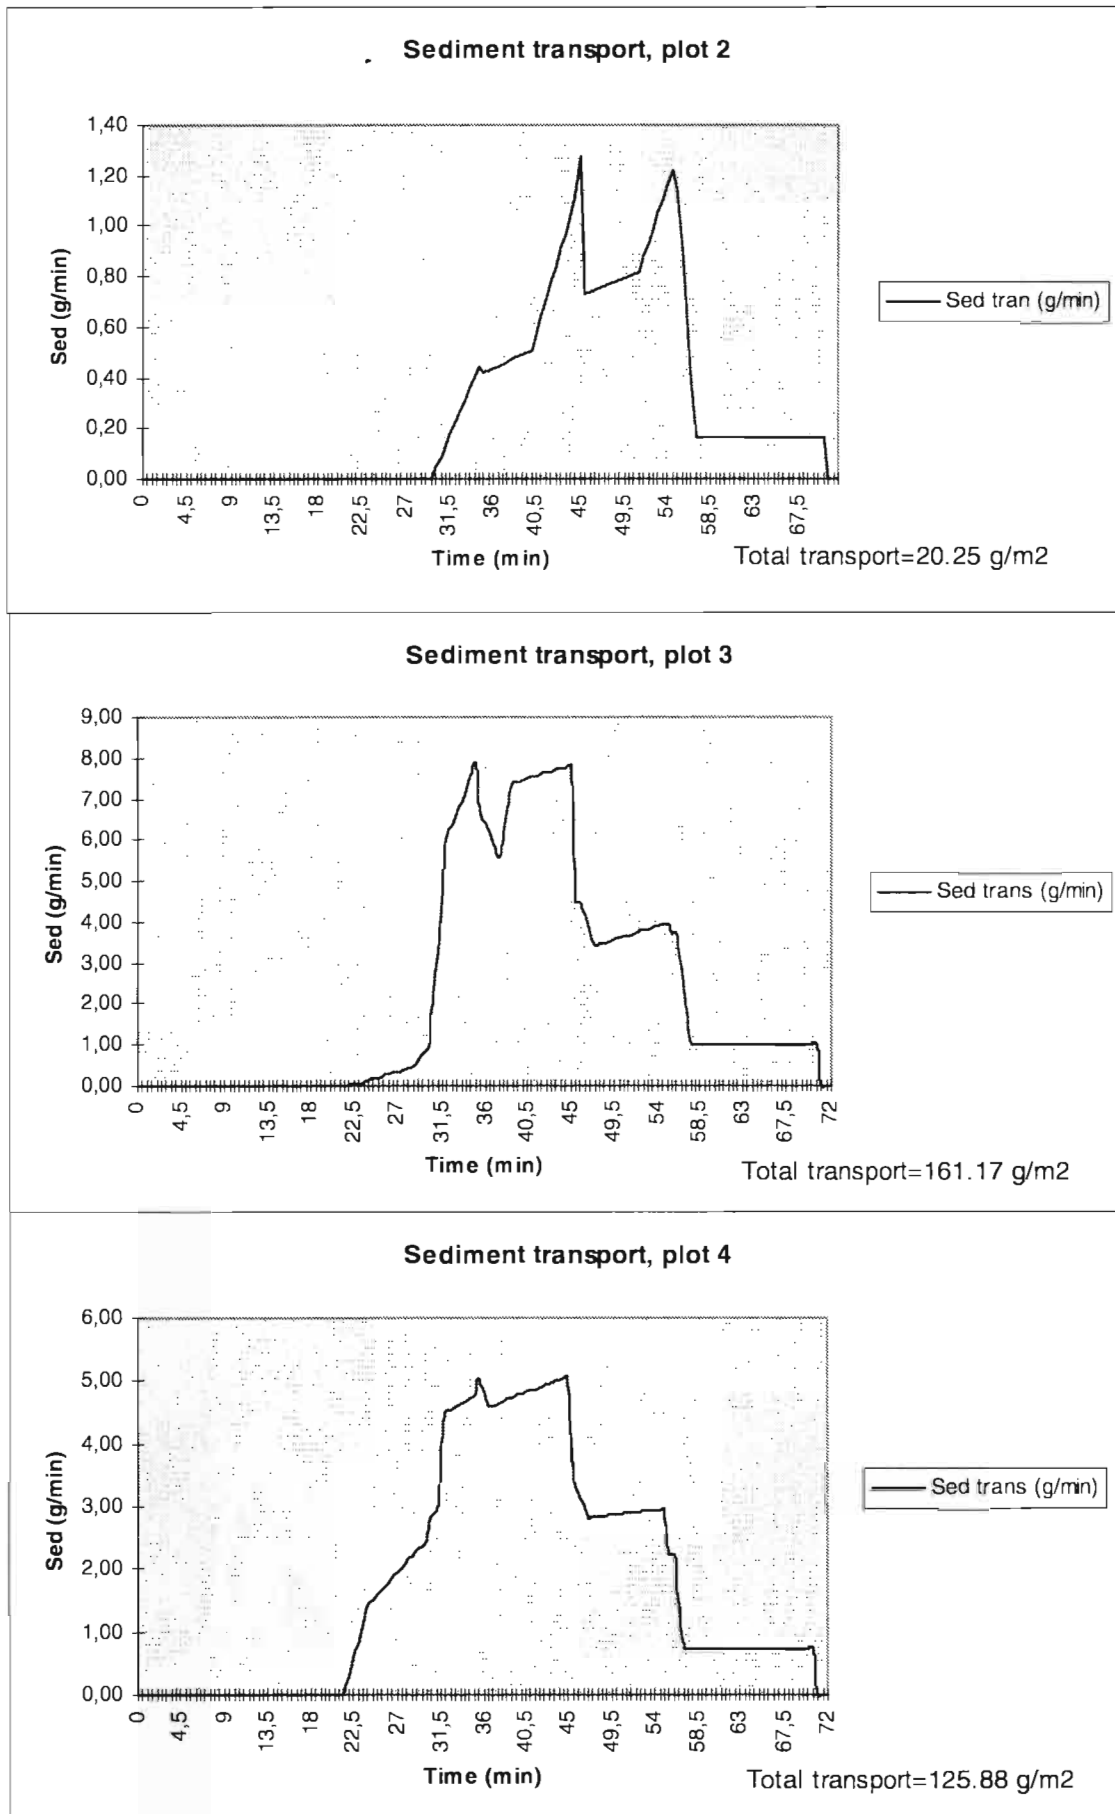 Sediment transport, plot 2
1,40
1,20
1,00
0,80
0,60
0,40
0,20
0,00
Sed (g/min)
0 4,5 9 13,5 18 22,5 27 31,5 36 40,5 45 49,5 54 58,5 63 67,5
Time (min)
Sed tran (g/min)
Total transport=20.25 g/m2
Sediment transport, plot 3
9,00
8,00
7,00
6,00
5,00
4,00
3,00
2,00
1,00
0,00
Sed (g/min)
0 4,5 9 13,5 18 22,5 27 31,5 36 40,5 45 49,5 54 58,5 63 67,5 72
Time (min)
Sed trans (g/min)
Total transport=161.17 g/m2
Sediment transport, plot 4
6,00
5,00
4,00
3,00
2,00
1,00
0,00
Sed (g/min)
0 4,5 9 13,5 18 22,5 27 31,5 36 40,5 45 49,5 54 58,5 63 67,5 72
Time (min)
Sed trans (g/min)
Total transport=125.88 g/m2